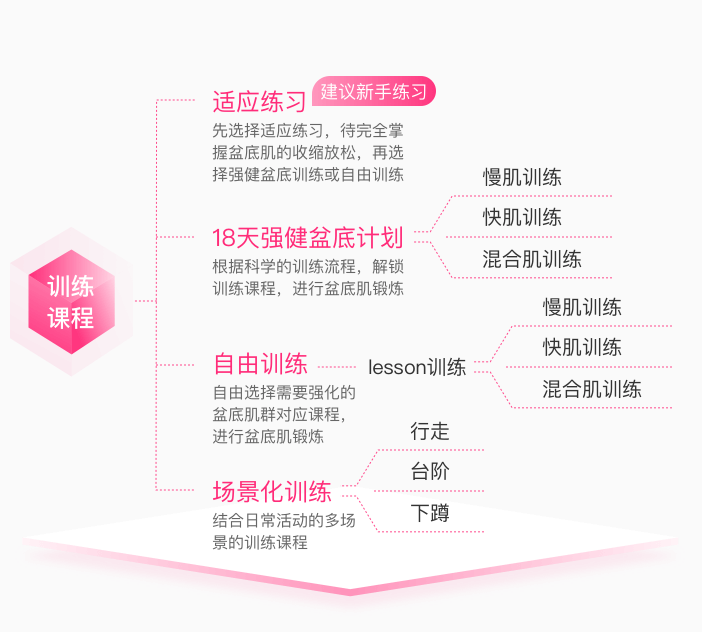 训练
课程
适应练习
建议新手练习
先选择适应练习，待完全掌
握盆底肌的收缩放松，再选
择强健盆底训练或自由训练
18天强健盆底计划
根据科学的训练流程，解锁
训练课程，进行盆底肌锻炼
慢肌训练
快肌训练
混合肌训练
自由训练
自由选择需要强化的
盆底肌群对应课程，
进行盆底肌锻炼
lesson训练
慢肌训练
快肌训练
混合肌训练
场景化训练
结合日常活动的多场
景的训练课程
行走
台阶
下蹲